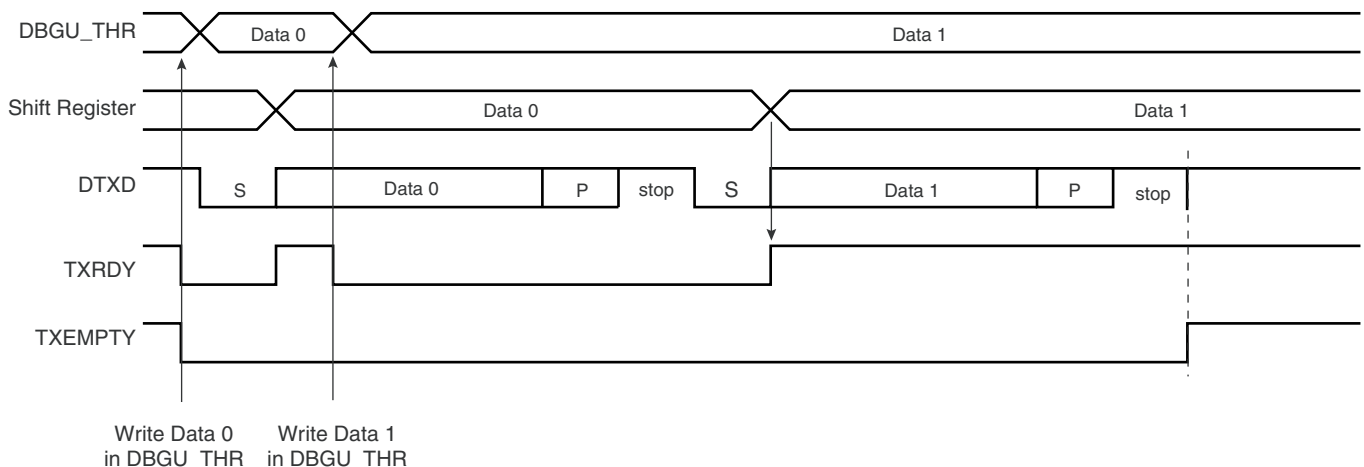 DBGU_THR
Data 0
Data 1
Shift Register
Data 0
Data 1
DTXD
S
Data 0
P
stop
S
Data 1
P
stop
TXRDY
TXEMPTY
Write Data 0
in DBGU_THR
Write Data 1
in DBGU_THR